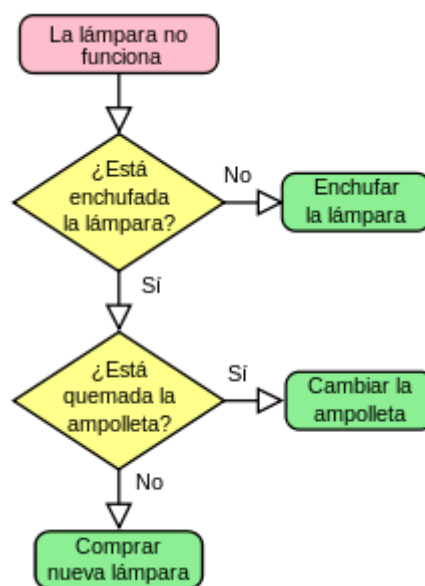 La lámpara no
funciona
¿Está
enchufada
la lámpara?
No
Enchufar
la lámpara
Sí
¿Está
quemada la
ampolleta?
Sí
Cambiar la
ampolleta
No
Comprar
nueva lámpara